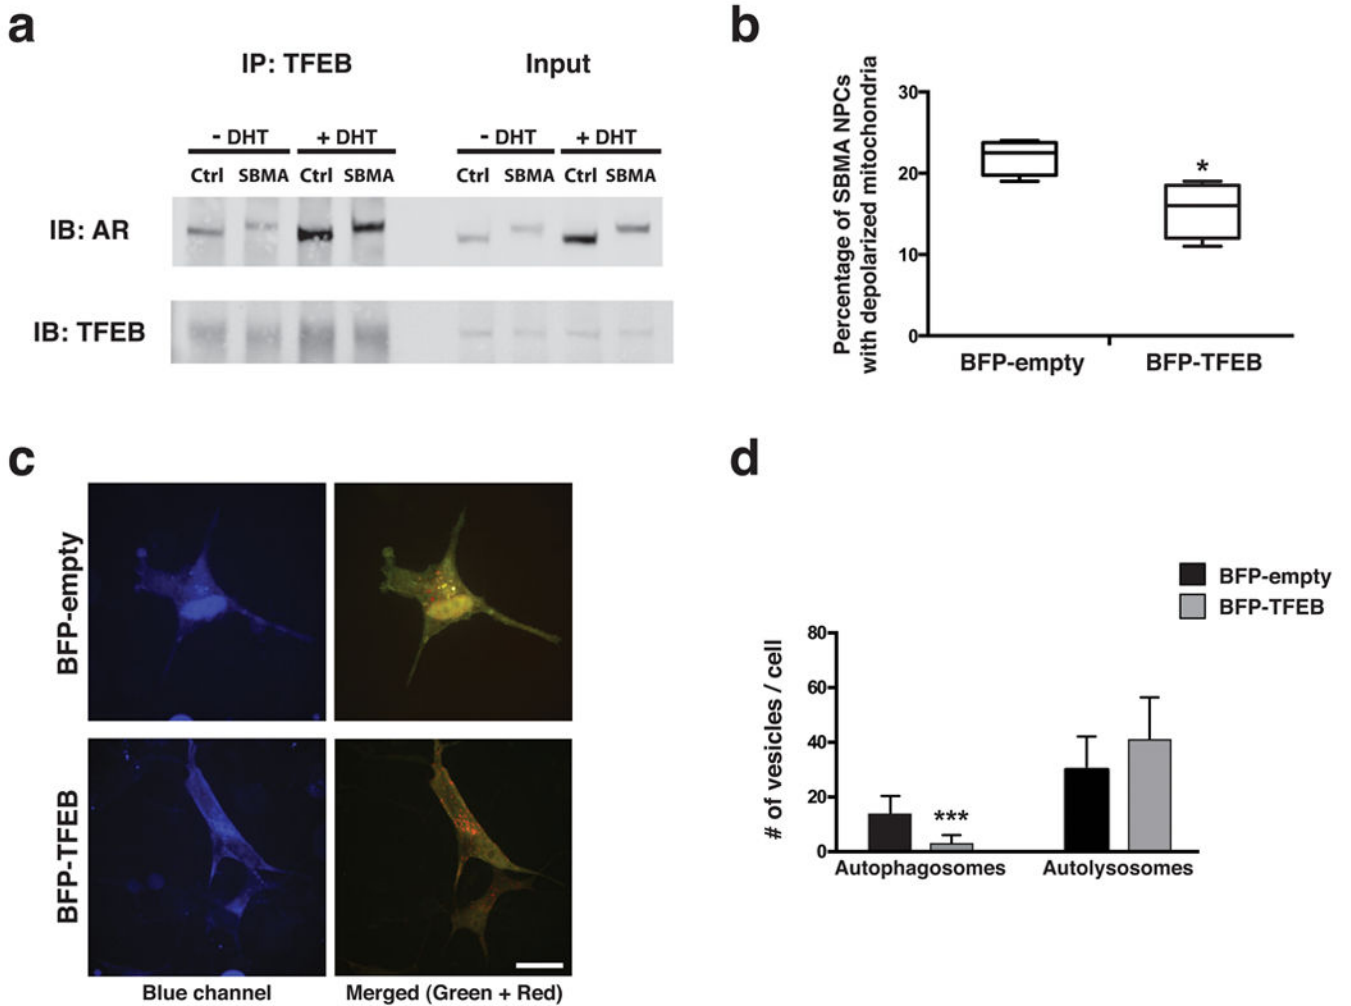 a
IP: TFEB Input
- DHT + DHT - DHT + DHT
Ctrl SBMA Ctrl SBMA Ctrl SBMA Ctrl SBMA
IB: AR
IB: TFEB
b
Percentage of SBMA NPCs
with depolarized mitochondria
30
20
10
0
*
BFP-empty BFP-TFEB
c
BFP-empty
BFP-TFEB
Blue channel Merged (Green + Red)
d
BFP-empty
BFP-TFEB
# of vesicles / cell
80
60
40
20
0
***
Autophagosomes Autolysosomes